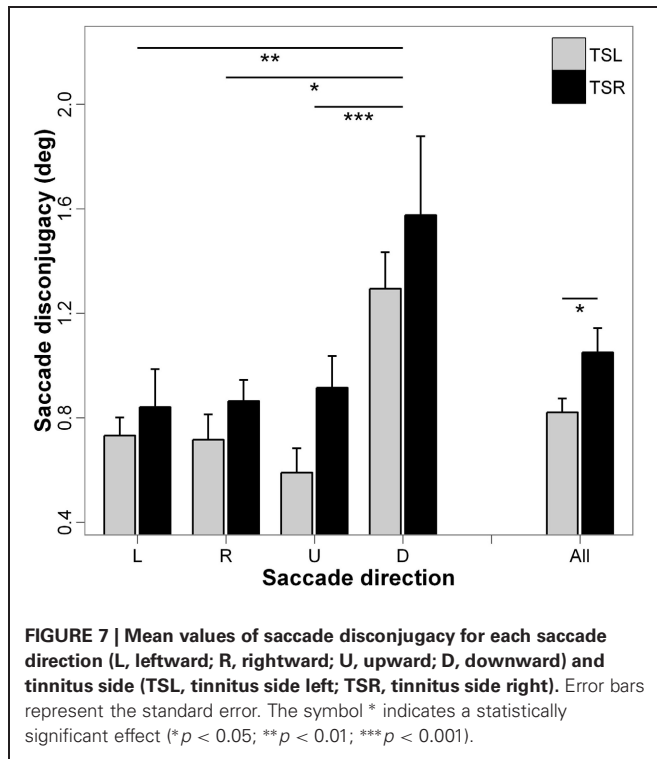 TSL
TSR
**
*
***
*
Saccade disconjugacy (deg)
2.0
1.6
1.2
0.8
0.4
L R U D All
Saccade direction
FIGURE 7 | Mean values of saccade disconjugacy for each saccade
direction (L, leftward; R, rightward; U, upward; D, downward) and
tinnitus side (TSL, tinnitus side left; TSR, tinnitus side right). Error bars
represent the standard error. The symbol * indicates a statistically
significant effect (*p < 0.05; **p < 0.01; ***p < 0.001).